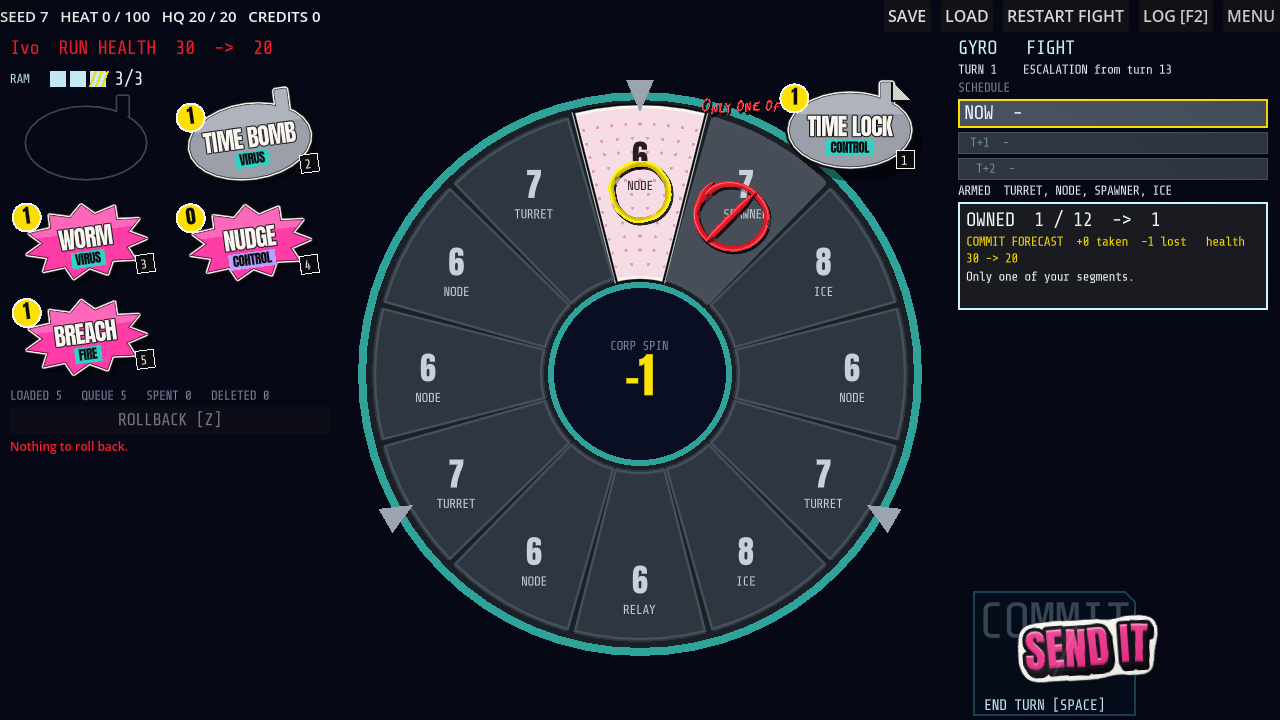 SEED 7 HEAT 0 / 100 HQ 20 / 20 CREDITS 0
SAVE LOAD RESTART FIGHT LOG [F2] MENU
Ivo RUN HEALTH 30 -> 20
RAM 3/3
1 TIME BOMB VIRUS 2
1 WORM VIRUS 3
0 NUDGE CONTROL 4
1 BREACH FIRE 5
LOADED 5 QUEUE 5 SPENT 0 DELETED 0
ROLLBACK [Z]
Nothing to roll back.
ONLY ONE OF
1 TIME LOCK CONTROL 1
6 NODE
7
8 ICE
6 NODE
7 TURRET
8 ICE
6 RELAY
6 NODE
7 TURRET
6 NODE
6 NODE
7 TURRET
CORP SPIN
-1
GYRO FIGHT
TURN 1 ESCALATION from turn 13
SCHEDULE
NOW -
T+1 -
T+2 -
ARMED TURRET, NODE, SPAWNER, ICE
OWNED 1 / 12 -> 1
COMMIT FORECAST +0 taken -1 lost health
30 -> 20
Only one of your segments.
COMMIT
SEND IT
END TURN [SPACE]